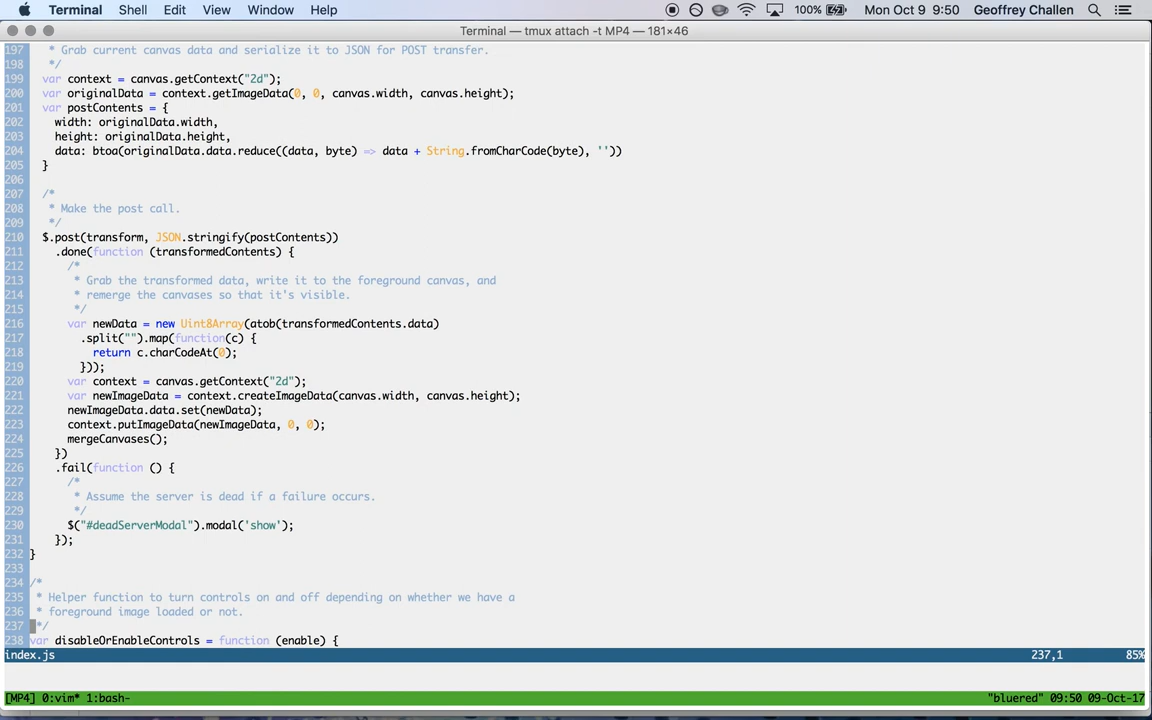 Terminal Shell Edit View Window Help 100% Mon Oct 9 9:50 Geoffrey Challen
Terminal — tmux attach -t MP4 — 181×46
197 * Grab current canvas data and serialize it to JSON for POST transfer.
198 */
199 var context = canvas.getContext("2d");
200 var originalData = context.getImageData(0, 0, canvas.width, canvas.height);
201 var postContents = {
202 width: originalData.width,
203 height: originalData.height,
204 data: btoa(originalData.data.reduce((data, byte) => data + String.fromCharCode(byte), ''))
205 }
206
207 /*
208 * Make the post call.
209 */
210 $.post(transform, JSON.stringify(postContents))
211 .done(function (transformedContents) {
212 /*
213 * Grab the transformed data, write it to the foreground canvas, and
214 * remerge the canvases so that it's visible.
215 */
216 var newData = new Uint8Array(atob(transformedContents.data)
217 .split("").map(function(c) {
218 return c.charCodeAt(0);
219 }));
220 var context = canvas.getContext("2d");
221 var newImageData = context.createImageData(canvas.width, canvas.height);
222 newImageData.data.set(newData);
223 context.putImageData(newImageData, 0, 0);
224 mergeCanvases();
225 })
226 .fail(function () {
227 /*
228 * Assume the server is dead if a failure occurs.
229 */
230 $("#deadServerModal").modal('show');
231 });
232 }
233
234 /*
235 * Helper function to turn controls on and off depending on whether we have a
236 * foreground image loaded or not.
237 */
238 var disableOrEnableControls = function (enable) {
index.js 237,1 85%
[MP4] 0:vim* 1:bash- "bluered" 09:50 09-Oct-17